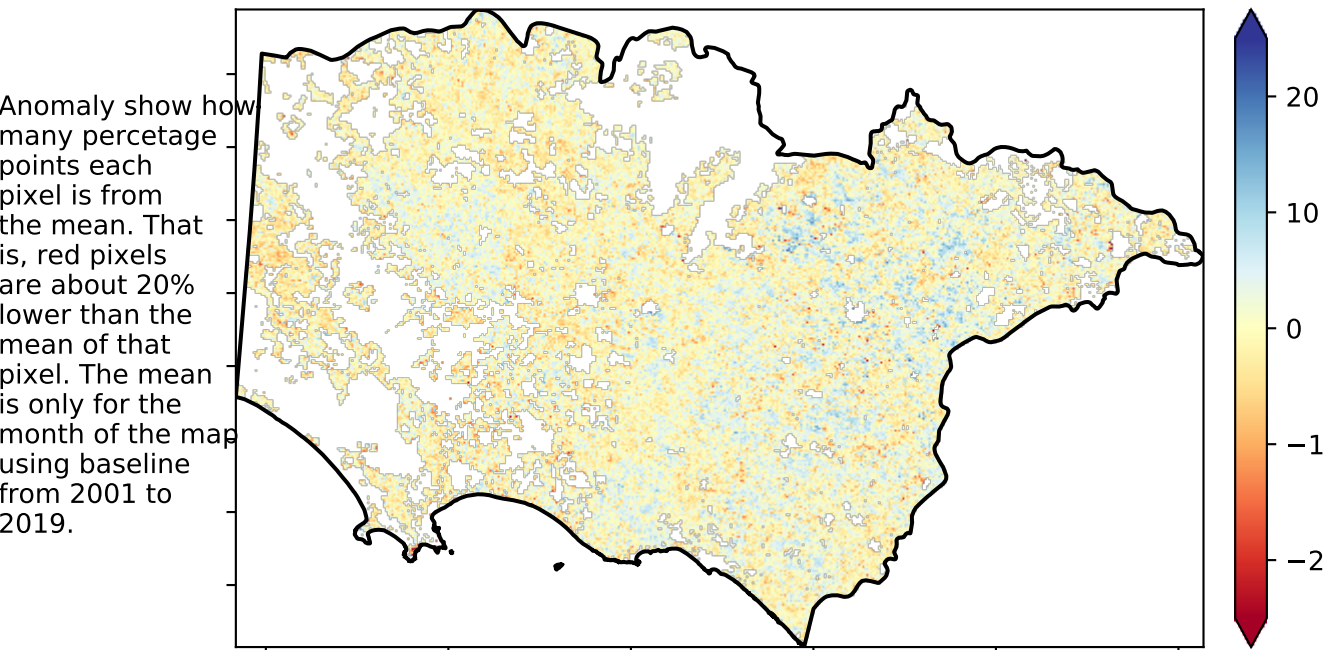 Anomaly show how
many percetage
points each
pixel is from
the mean. That
is, red pixels
are about 20%
lower than the
mean of that
pixel. The mean
is only for the
month of the map
using baseline
from 2001 to
2019.
20
10
0
−1
−2